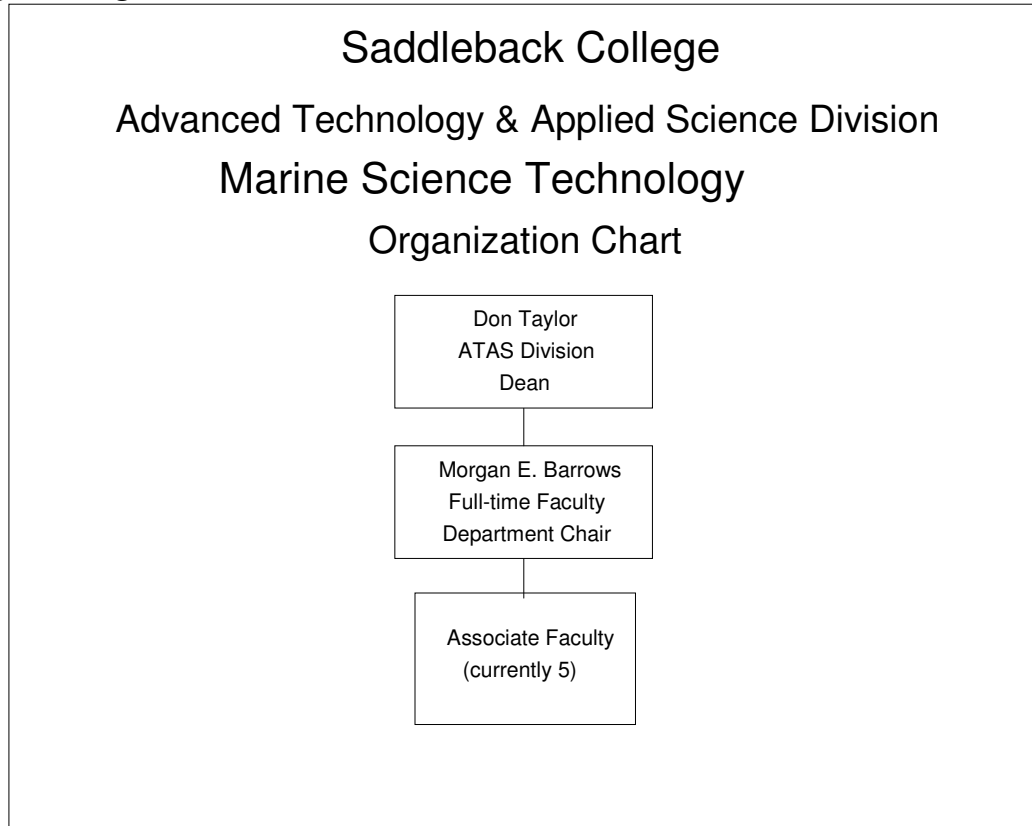 Saddleback College
Advanced Technology & Applied Science Division
Marine Science Technology
Organization Chart
Don Taylor
ATAS Division
Dean
Morgan E. Barrows
Full-time Faculty
Department Chair
Associate Faculty
(currently 5)